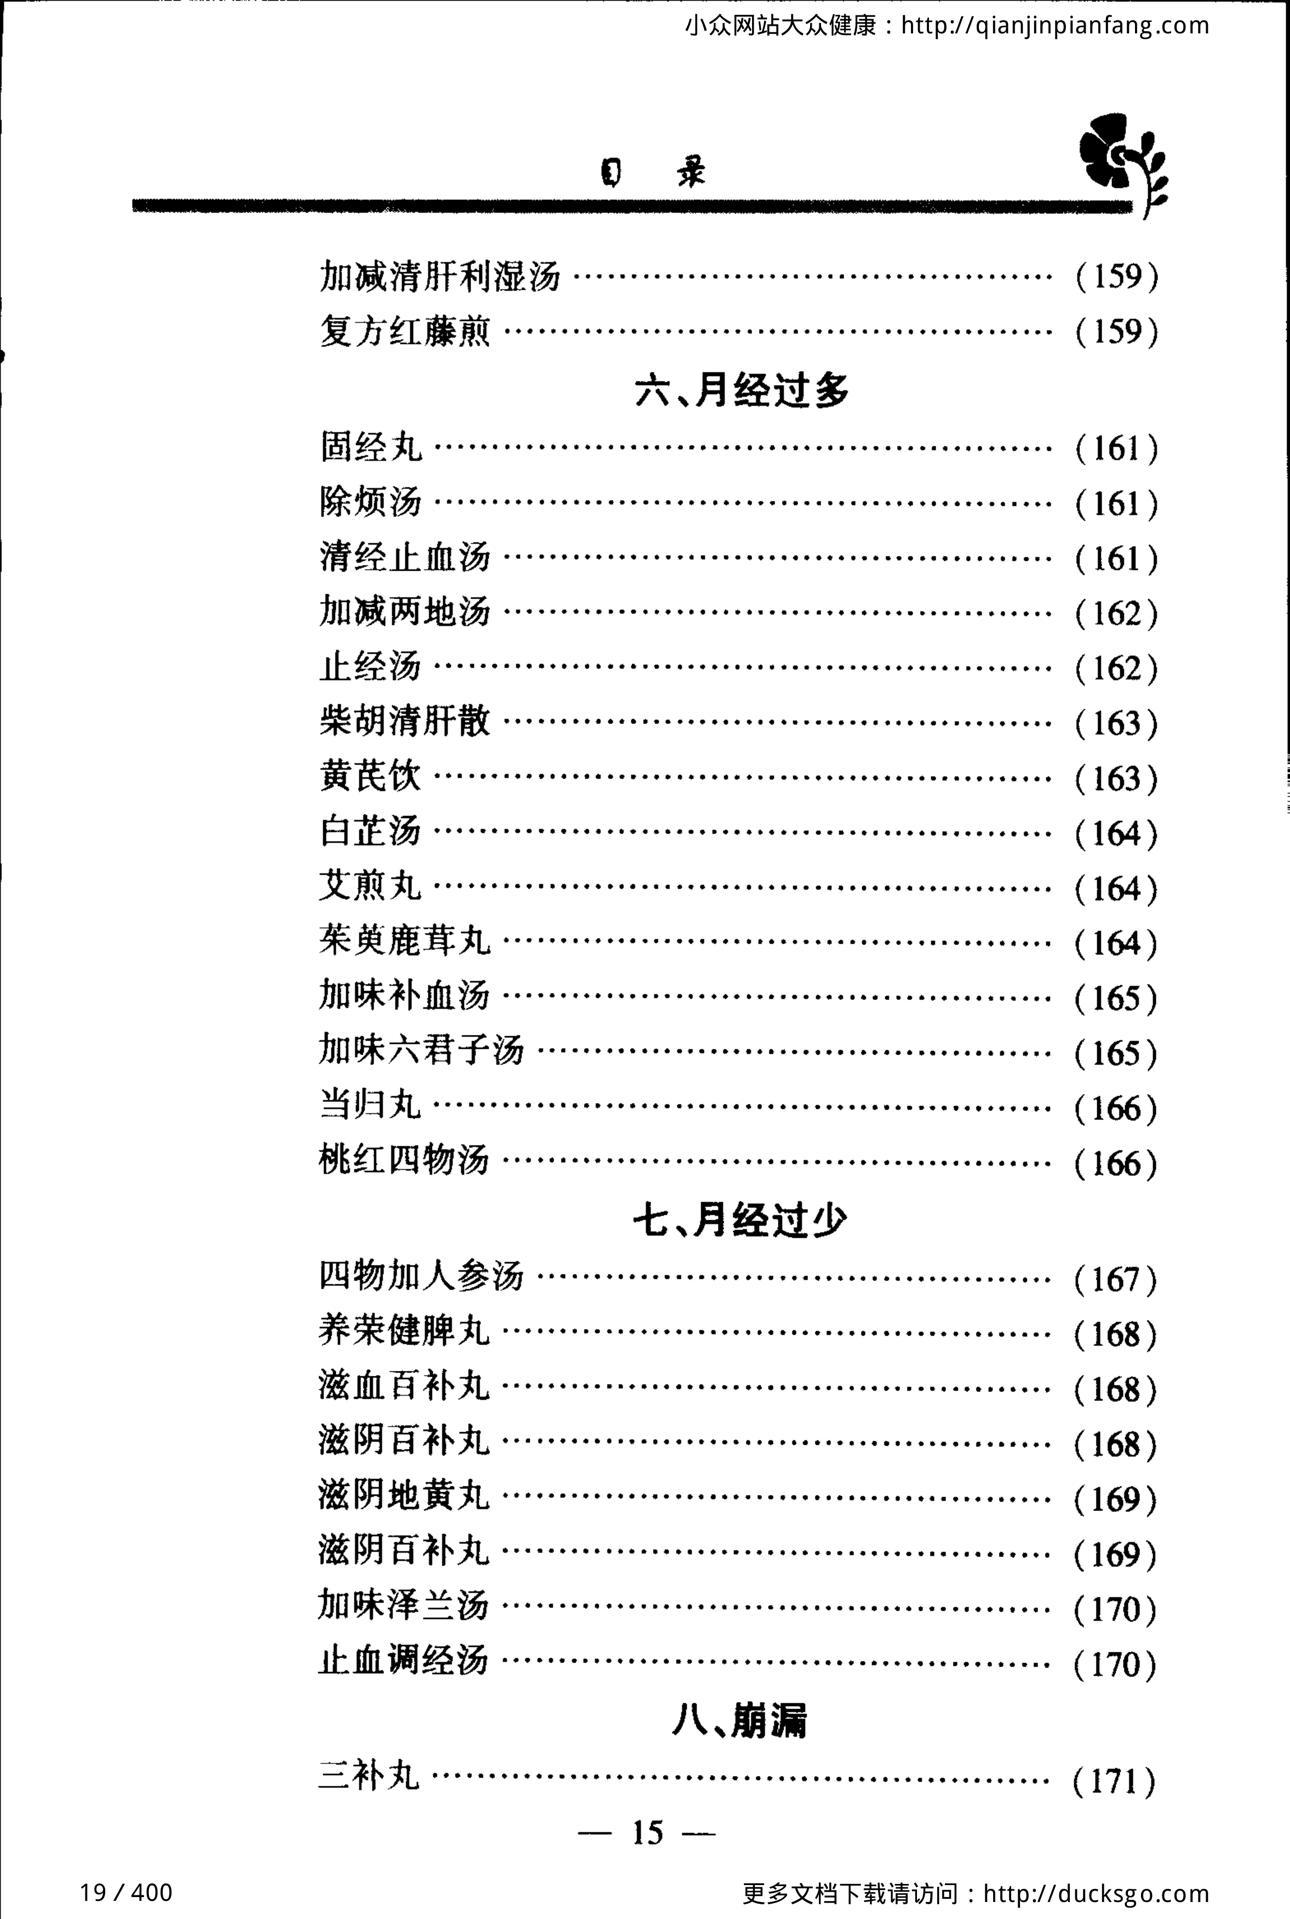 小众网站大众健康：http://qianjinpianfang.com
目 录
加减清肝利湿汤 ………………………………………… (159)
复方红藤煎 ……………………………………………… (159)
六、月经过多
固经丸 …………………………………………………… (161)
除烦汤 …………………………………………………… (161)
清经止血汤 ……………………………………………… (161)
加减两地汤 ……………………………………………… (162)
止经汤 …………………………………………………… (162)
柴胡清肝散 ……………………………………………… (163)
黄芪饮 …………………………………………………… (163)
白芷汤 …………………………………………………… (164)
艾煎丸 …………………………………………………… (164)
茱萸鹿茸丸 ……………………………………………… (164)
加味补血汤 ……………………………………………… (165)
加味六君子汤 …………………………………………… (165)
当归丸 …………………………………………………… (166)
桃红四物汤 ……………………………………………… (166)
七、月经过少
四物加人参汤 …………………………………………… (167)
养荣健脾丸 ……………………………………………… (168)
滋血百补丸 ……………………………………………… (168)
滋阴百补丸 ……………………………………………… (168)
滋阴地黄丸 ……………………………………………… (169)
滋阴百补丸 ……………………………………………… (169)
加味泽兰汤 ……………………………………………… (170)
止血调经汤 ……………………………………………… (170)
八、崩漏
三补丸 …………………………………………………… (171)
— 15 —
19 / 400
更多文档下载请访问：http://ducksgo.com